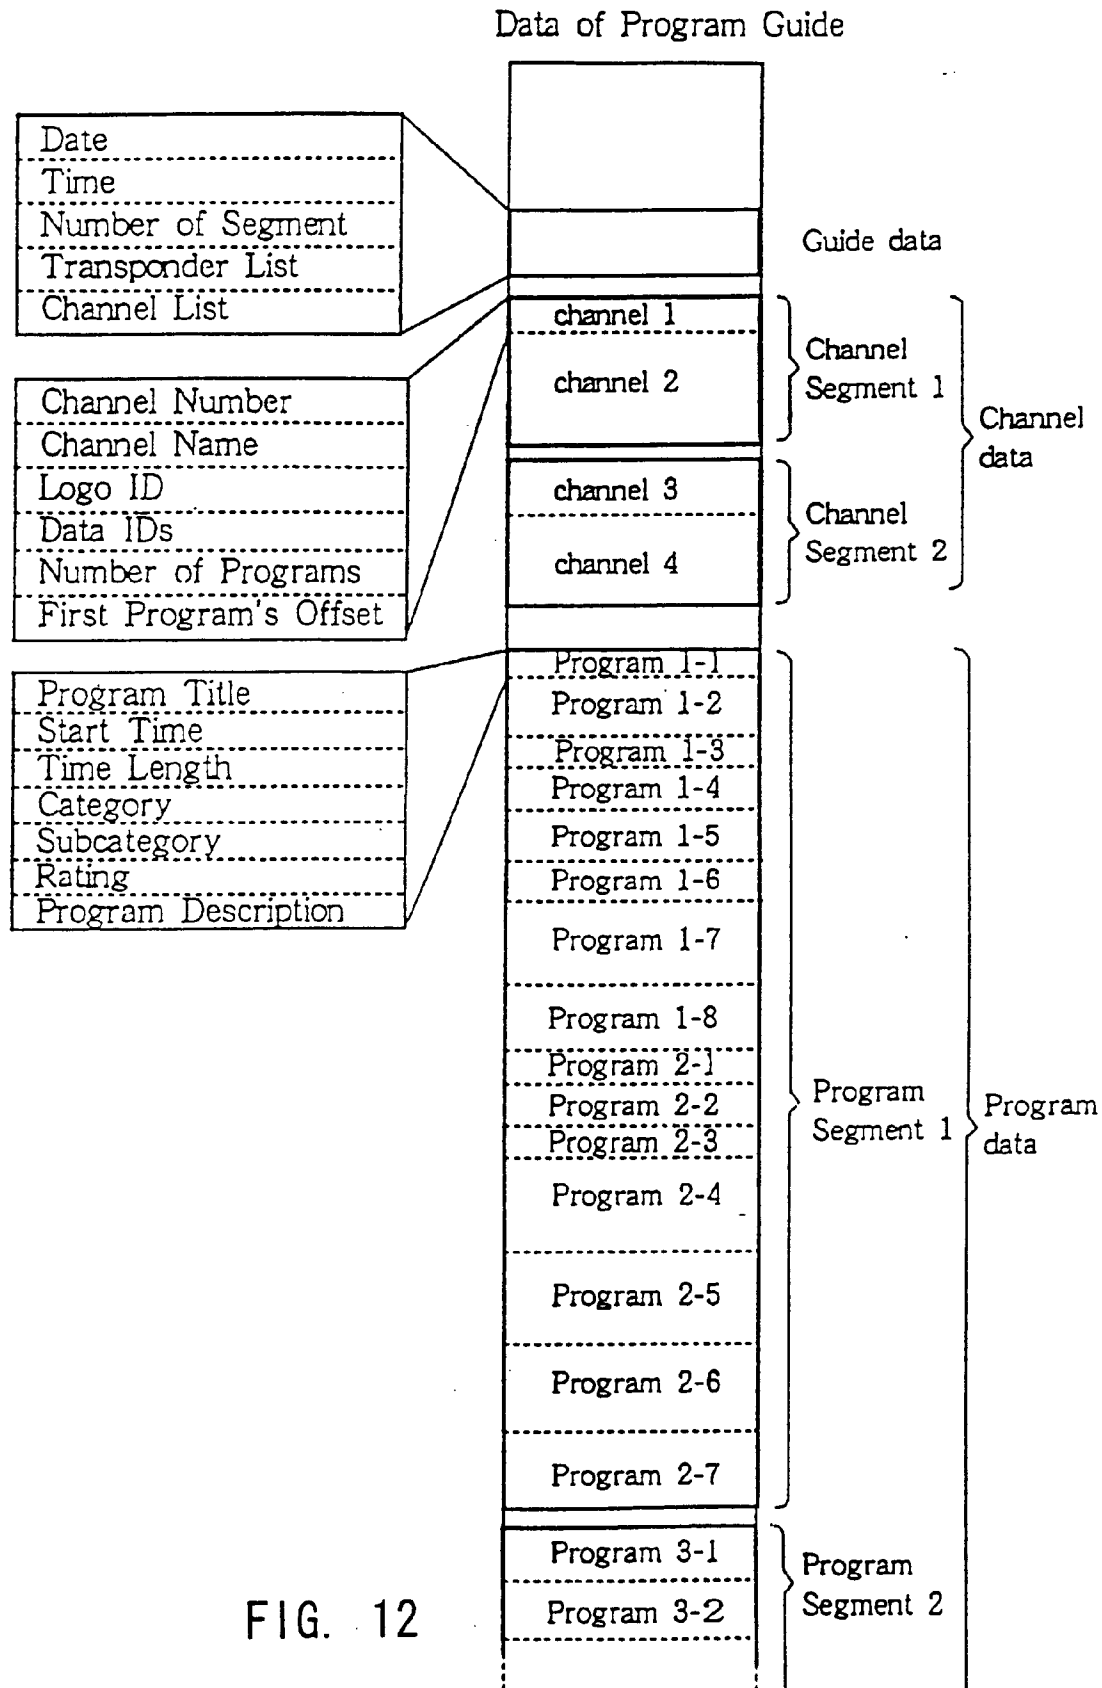 Data of Program Guide
Date
Time
Number of Segment
Transponder List
Channel List
Guide data
Channel Number
Channel Name
Logo ID
Data IDs
Number of Programs
First Program's Offset
channel 1
channel 2
Channel
Segment 1
channel 3
channel 4
Channel
Segment 2
Channel
data
Program Title
Start Time
Time Length
Category
Subcategory
Rating
Program Description
Program 1-1
Program 1-2
Program 1-3
Program 1-4
Program 1-5
Program 1-6
Program 1-7
Program 1-8
Program 2-1
Program 2-2
Program 2-3
Program 2-4
Program 2-5
Program 2-6
Program 2-7
Program
Segment 1
Program
data
Program 3-1
Program 3-2
Program
Segment 2
FIG. 12